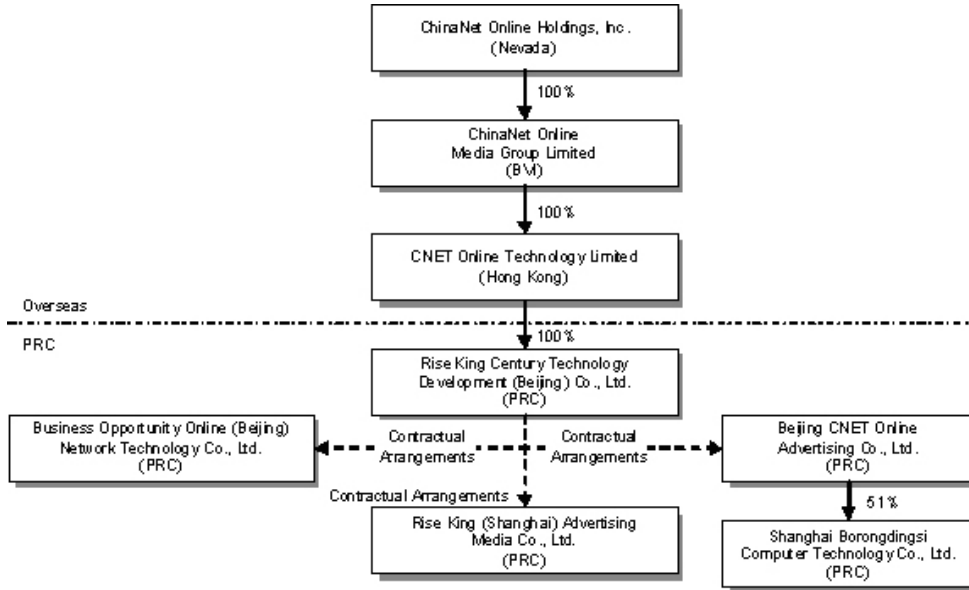 ChinaNet Online Holdings, Inc.
(Nevada)
100%
ChinaNet Online
Media Group Limited
(BVI)
100%
CNET Online Technology Limited
(Hong Kong)
Overseas
PRC
100%
Rise King Century Technology
Development (Beijing) Co., Ltd.
(PRC)
Business Opportunity Online (Beijing)
Network Technology Co., Ltd.
(PRC)
Contractual
Arrangements
Contractual
Arrangements
Beijing CNET Online
Advertising Co., Ltd.
(PRC)
Contractual Arrangements
51%
Rise King (Shanghai) Advertising
Media Co., Ltd.
(PRC)
Shanghai Borongdingsi
Computer Technology Co., Ltd.
(PRC)